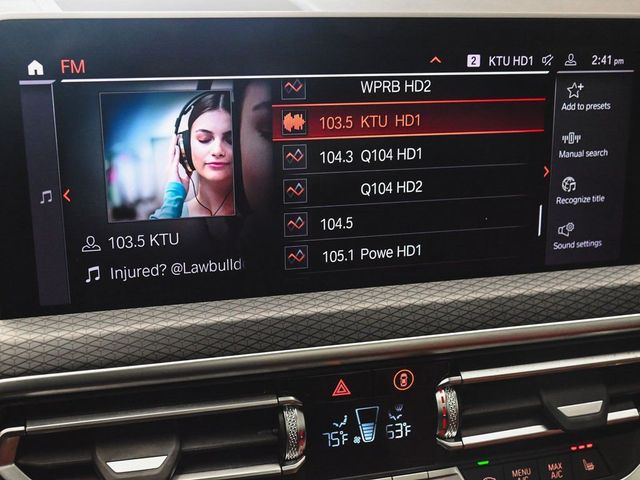 FM
2 KTU HD1
2:41 pm
WPRB HD2
103.5 KTU HD1
104.3 Q104 HD1
Q104 HD2
104.5
105.1 Powe HD1
103.5 KTU
Injured? @Lawbulld
Add to presets
Manual search
Recognize title
Sound settings
75°F
63°F
MENU
A/C
MAX
A/C